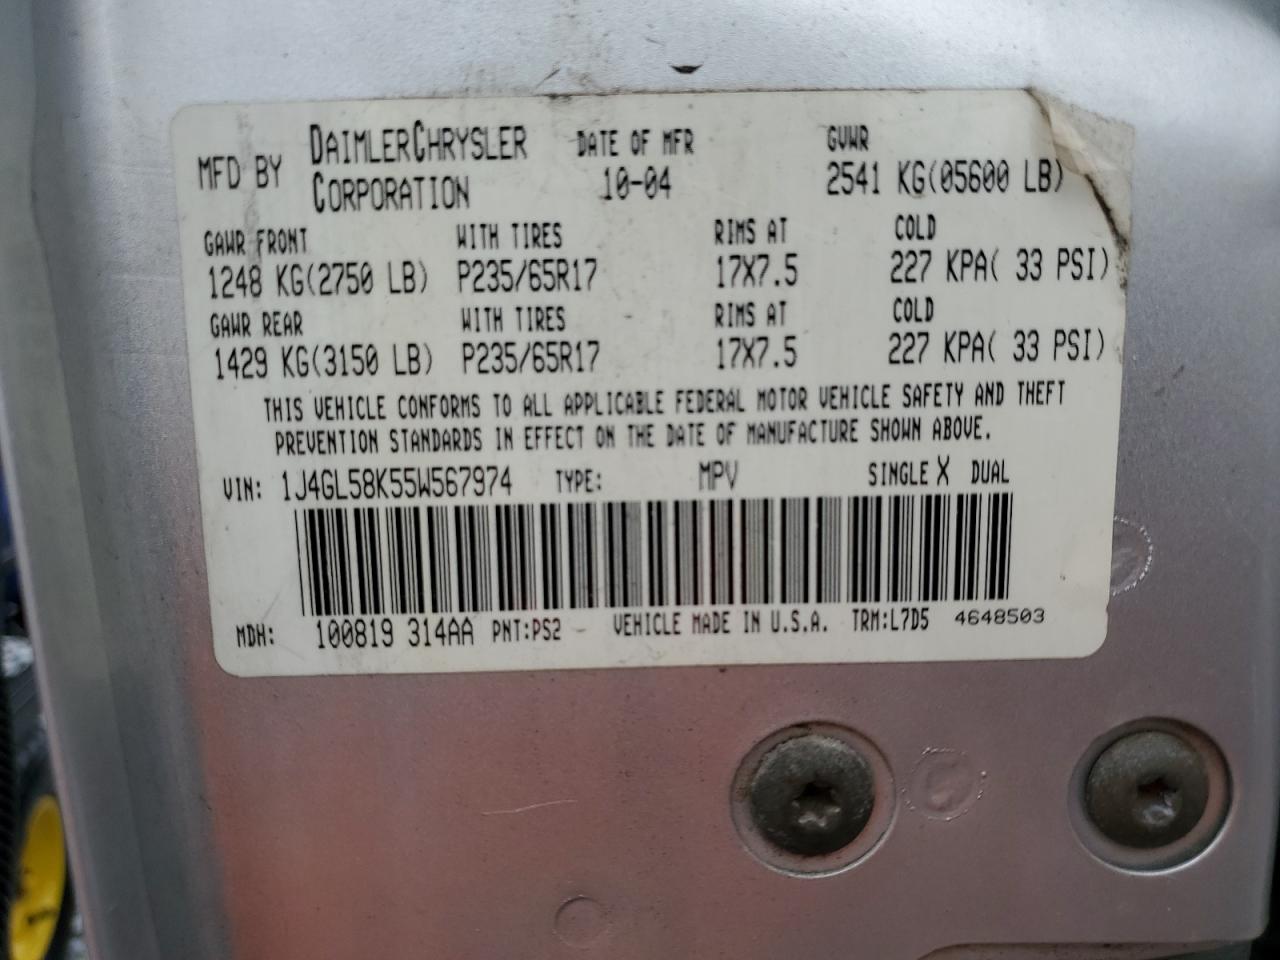 MFD BY DAIMLERCHRYSLER CORPORATION DATE OF MFR 10-04 GVWR 2541 KG(05600 LB)
GAWR FRONT WITH TIRES RIMS AT COLD
1248 KG(2750 LB) P235/65R17 17X7.5 227 KPA( 33 PSI)
GAWR REAR WITH TIRES RIMS AT COLD
1429 KG(3150 LB) P235/65R17 17X7.5 227 KPA( 33 PSI)
THIS VEHICLE CONFORMS TO ALL APPLICABLE FEDERAL MOTOR VEHICLE SAFETY AND THEFT
PREVENTION STANDARDS IN EFFECT ON THE DATE OF MANUFACTURE SHOWN ABOVE.
VIN: 1J4GL58K55W567974 TYPE: MPV SINGLE X DUAL
MDH: 100819 314AA PNT:PS2 VEHICLE MADE IN U.S.A. TRM:L7D5 4648503